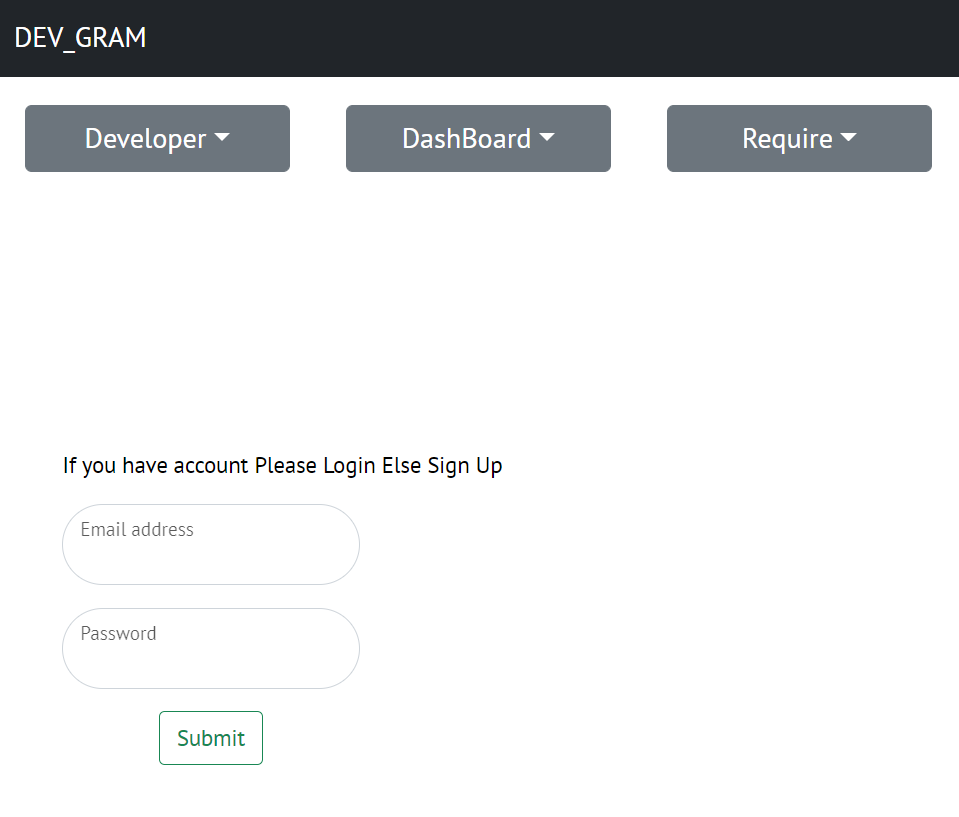 DEV_GRAM
Developer DashBoard Require
If you have account Please Login Else Sign Up
Email address
Password
Submit